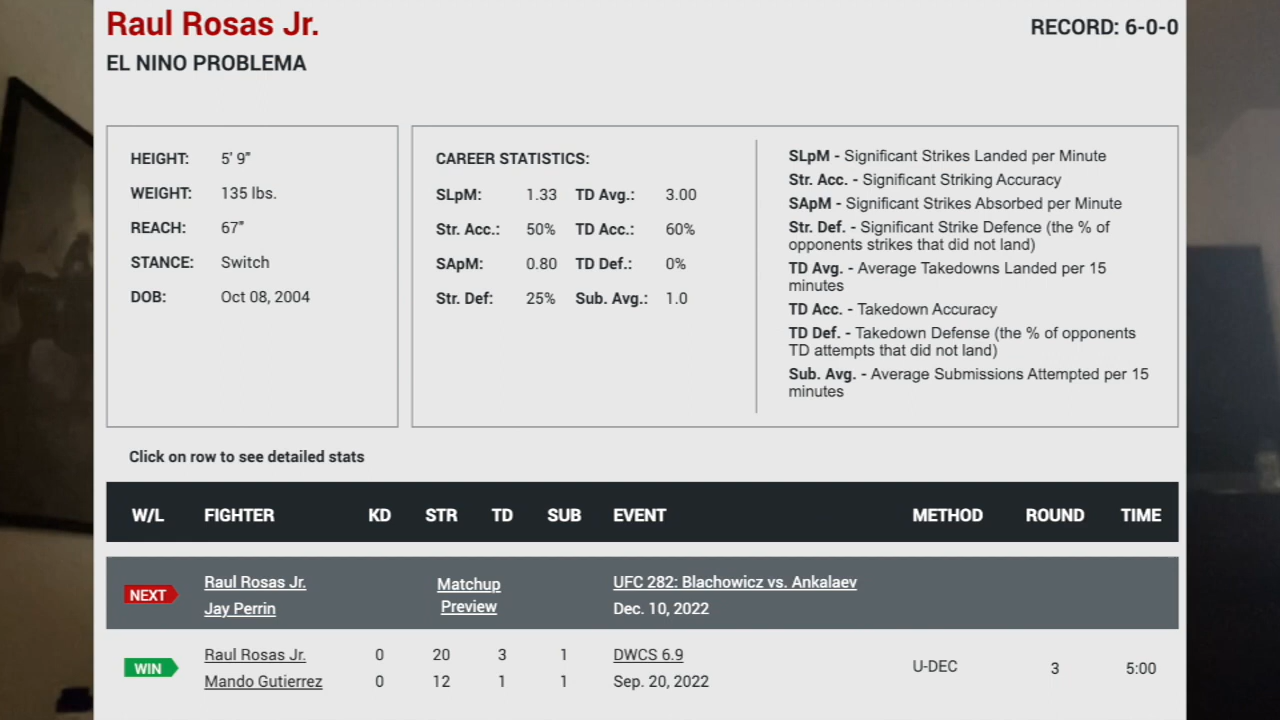 Raul Rosas Jr.
RECORD: 6-0-0
EL NINO PROBLEMA
HEIGHT: 5' 9"
WEIGHT: 135 lbs.
REACH: 67"
STANCE: Switch
DOB: Oct 08, 2004
CAREER STATISTICS:
SLpM: 1.33 TD Avg.: 3.00
Str. Acc.: 50% TD Acc.: 60%
SApM: 0.80 TD Def.: 0%
Str. Def: 25% Sub. Avg.: 1.0
SLpM - Significant Strikes Landed per Minute
Str. Acc. - Significant Striking Accuracy
SApM - Significant Strikes Absorbed per Minute
Str. Def. - Significant Strike Defence (the % of
opponents strikes that did not land)
TD Avg. - Average Takedowns Landed per 15
minutes
TD Acc. - Takedown Accuracy
TD Def. - Takedown Defense (the % of opponents
TD attempts that did not land)
Sub. Avg. - Average Submissions Attempted per 15
minutes
Click on row to see detailed stats
W/L FIGHTER KD STR TD SUB EVENT METHOD ROUND TIME
NEXT
Raul Rosas Jr.
Jay Perrin
Matchup
Preview
UFC 282: Blachowicz vs. Ankalaev
Dec. 10, 2022
WIN
Raul Rosas Jr. 0 20 3 1 DWCS 6.9
Mando Gutierrez 0 12 1 1 Sep. 20, 2022
U-DEC 3 5:00